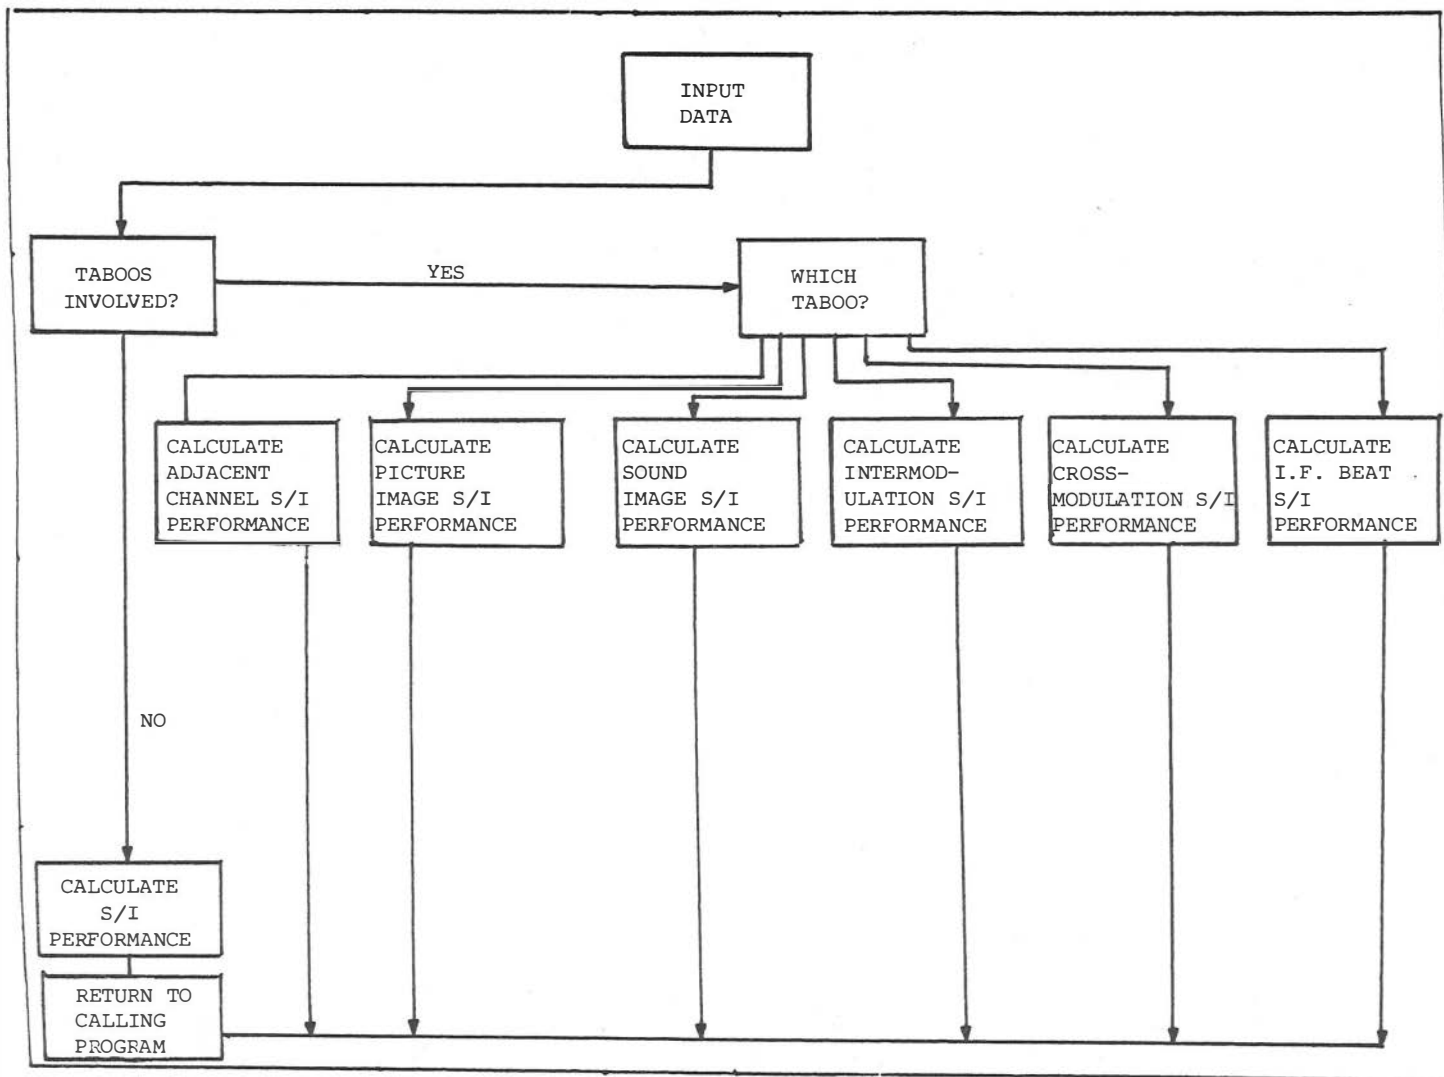 INPUT
DATA
TABOOS
INVOLVED?
YES
WHICH
TABOO?
CALCULATE
ADJACENT
CHANNEL S/I
PERFORMANCE
CALCULATE
PICTURE
IMAGE S/I
PERFORMANCE
CALCULATE
SOUND
IMAGE S/I
PERFORMANCE
CALCULATE
INTERMOD-
ULATION S/I
PERFORMANCE
CALCULATE
CROSS-
MODULATION S/I
PERFORMANCE
CALCULATE
I.F. BEAT
S/I
PERFORMANCE
NO
CALCULATE
S/I
PERFORMANCE
RETURN TO
CALLING
PROGRAM